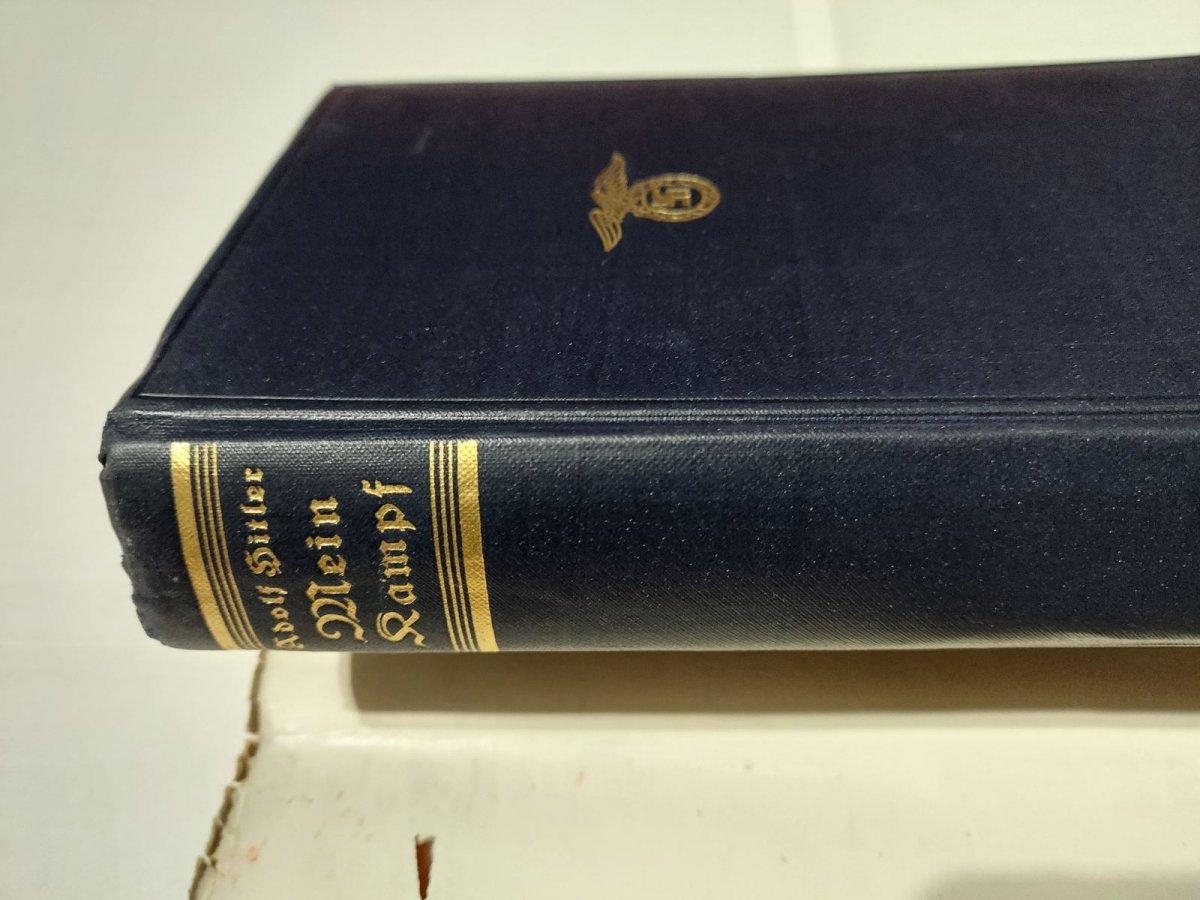 Adolf Hitler
Mein
Kampf